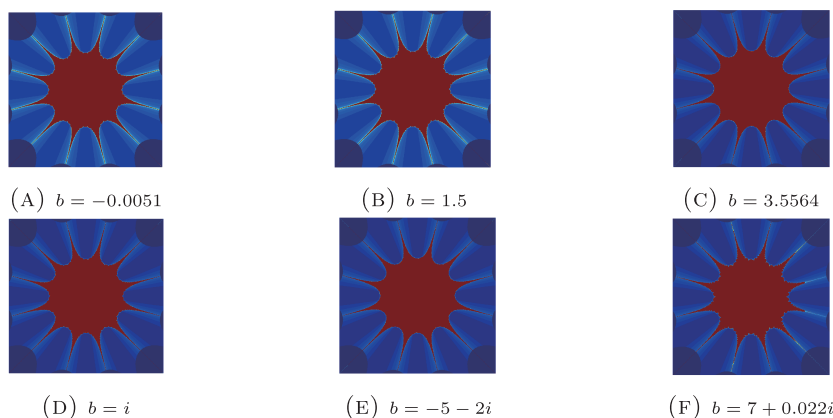 (A) b = −0.0051
(B) b = 1.5
(C) b = 3.5564
(D) b = i
(E) b = −5 − 2i
(F) b = 7 + 0.022i